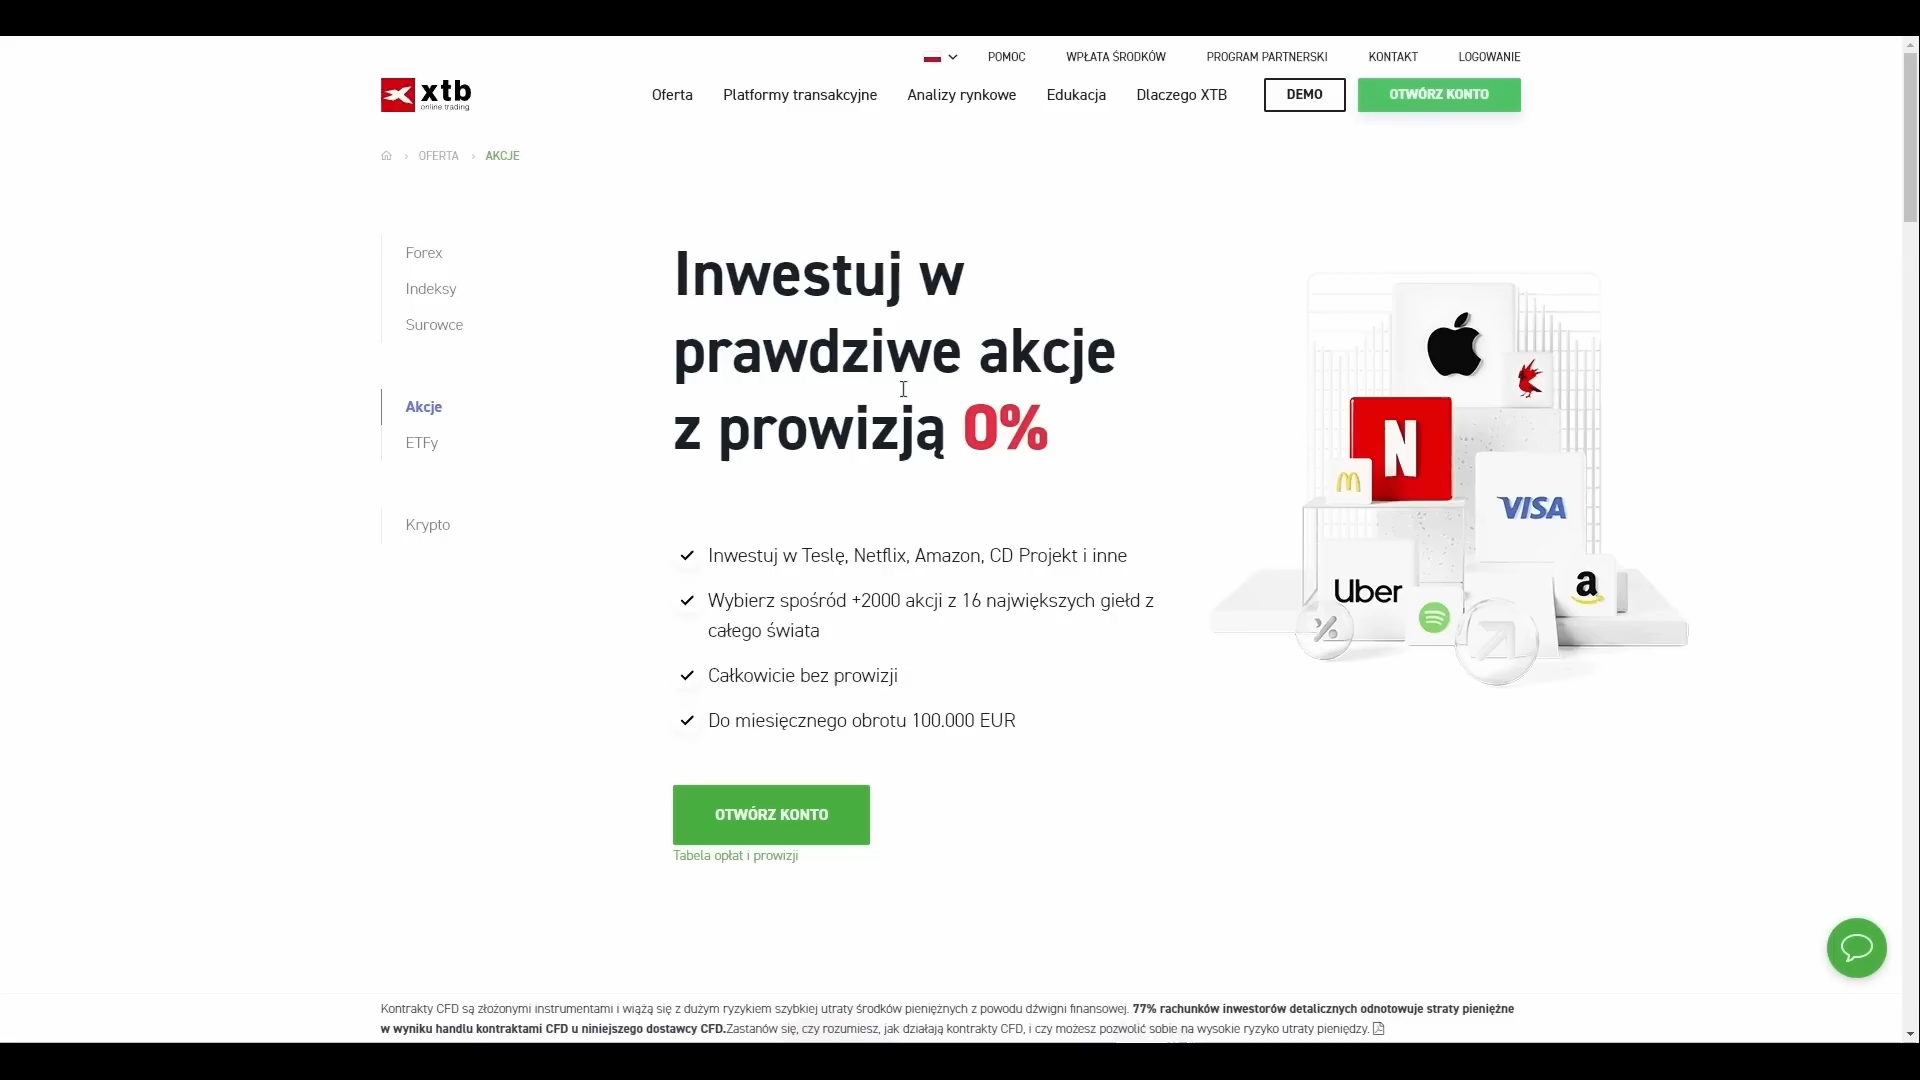 POMOC WPŁATA ŚRODKÓW PROGRAM PARTNERSKI KONTAKT LOGOWANIE
xtb
online trading
Oferta Platformy transakcyjne Analizy rynkowe Edukacja Dlaczego XTB DEMO OTWÓRZ KONTO
OFERTA › AKCJE
Forex
Indeksy
Surowce
Akcje
ETFy
Krypto
Inwestuj w
prawdziwe akcje
z prowizją 0%
Inwestuj w Teslę, Netflix, Amazon, CD Projekt i inne
Wybierz spośród +2000 akcji z 16 największych giełd z
całego świata
Całkowicie bez prowizji
Do miesięcznego obrotu 100.000 EUR
OTWÓRZ KONTO
Tabela opłat i prowizji
N
VISA
Uber
a
%
Kontrakty CFD są złożonymi instrumentami i wiążą się z dużym ryzykiem szybkiej utraty środków pieniężnych z powodu dźwigni finansowej. 77% rachunków inwestorów detalicznych odnotowuje straty pieniężne
w wyniku handlu kontraktami CFD u niniejszego dostawcy CFD.Zastanów się, czy rozumiesz, jak działają kontrakty CFD, i czy możesz pozwolić sobie na wysokie ryzyko utraty pieniędzy.